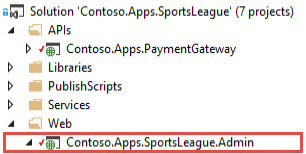 Solution 'Contoso.Apps.SportsLeague' (7 projects)
APIs
Contoso.Apps.PaymentGateway
Libraries
PublishScripts
Services
Web
Contoso.Apps.SportsLeague.Admin